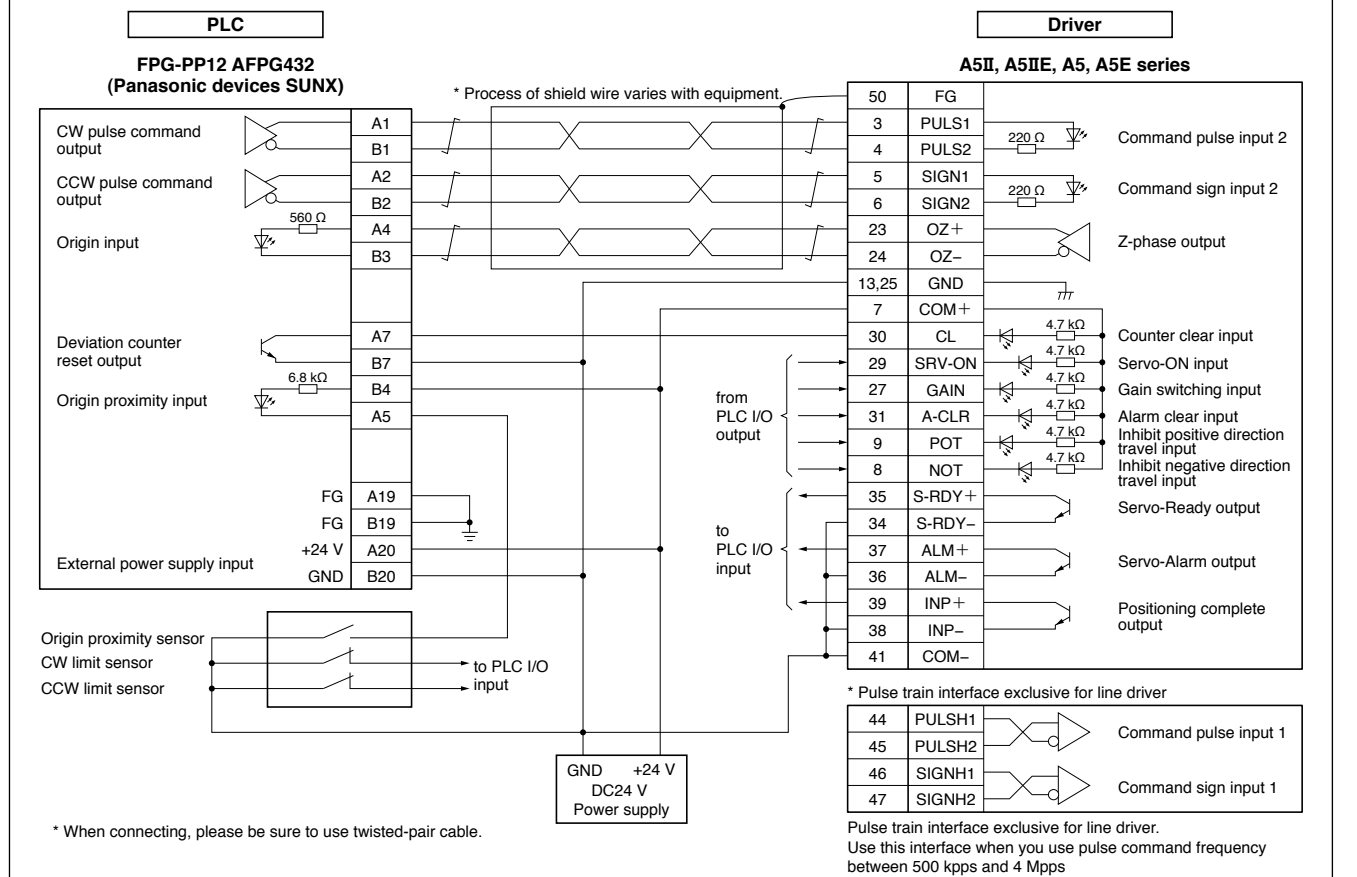 PLC
Driver
FPG-PP12 AFPG432
(Panasonic devices SUNX)
A5II, A5IIE, A5, A5E series
* Process of shield wire varies with equipment.
CW pulse command
output
A1
B1
CCW pulse command
output
A2
B2
Origin input
560 Ω
A4
B3
Deviation counter
reset output
A7
B7
Origin proximity input
6.8 kΩ
B4
A5
FG A19
FG B19
External power supply input
+24 V A20
GND B20
50 FG
3 PULS1
4 PULS2
220 Ω
Command pulse input 2
5 SIGN1
6 SIGN2
220 Ω
Command sign input 2
23 OZ+
24 OZ−
Z-phase output
13,25 GND
7 COM+
30 CL 4.7 kΩ Counter clear input
29 SRV-ON 4.7 kΩ Servo-ON input
27 GAIN 4.7 kΩ Gain switching input
31 A-CLR 4.7 kΩ Alarm clear input
9 POT 4.7 kΩ Inhibit positive direction
travel input
8 NOT 4.7 kΩ Inhibit negative direction
travel input
from
PLC I/O
output
35 S-RDY+
34 S-RDY−
Servo-Ready output
37 ALM+
36 ALM−
Servo-Alarm output
39 INP+
38 INP−
Positioning complete
output
41 COM−
to
PLC I/O
input
Origin proximity sensor
CW limit sensor
CCW limit sensor
to PLC I/O
input
GND +24 V
DC24 V
Power supply
* When connecting, please be sure to use twisted-pair cable.
* Pulse train interface exclusive for line driver
44 PULSH1
45 PULSH2
Command pulse input 1
46 SIGNH1
47 SIGNH2
Command sign input 1
Pulse train interface exclusive for line driver.
Use this interface when you use pulse command frequency
between 500 kpps and 4 Mpps